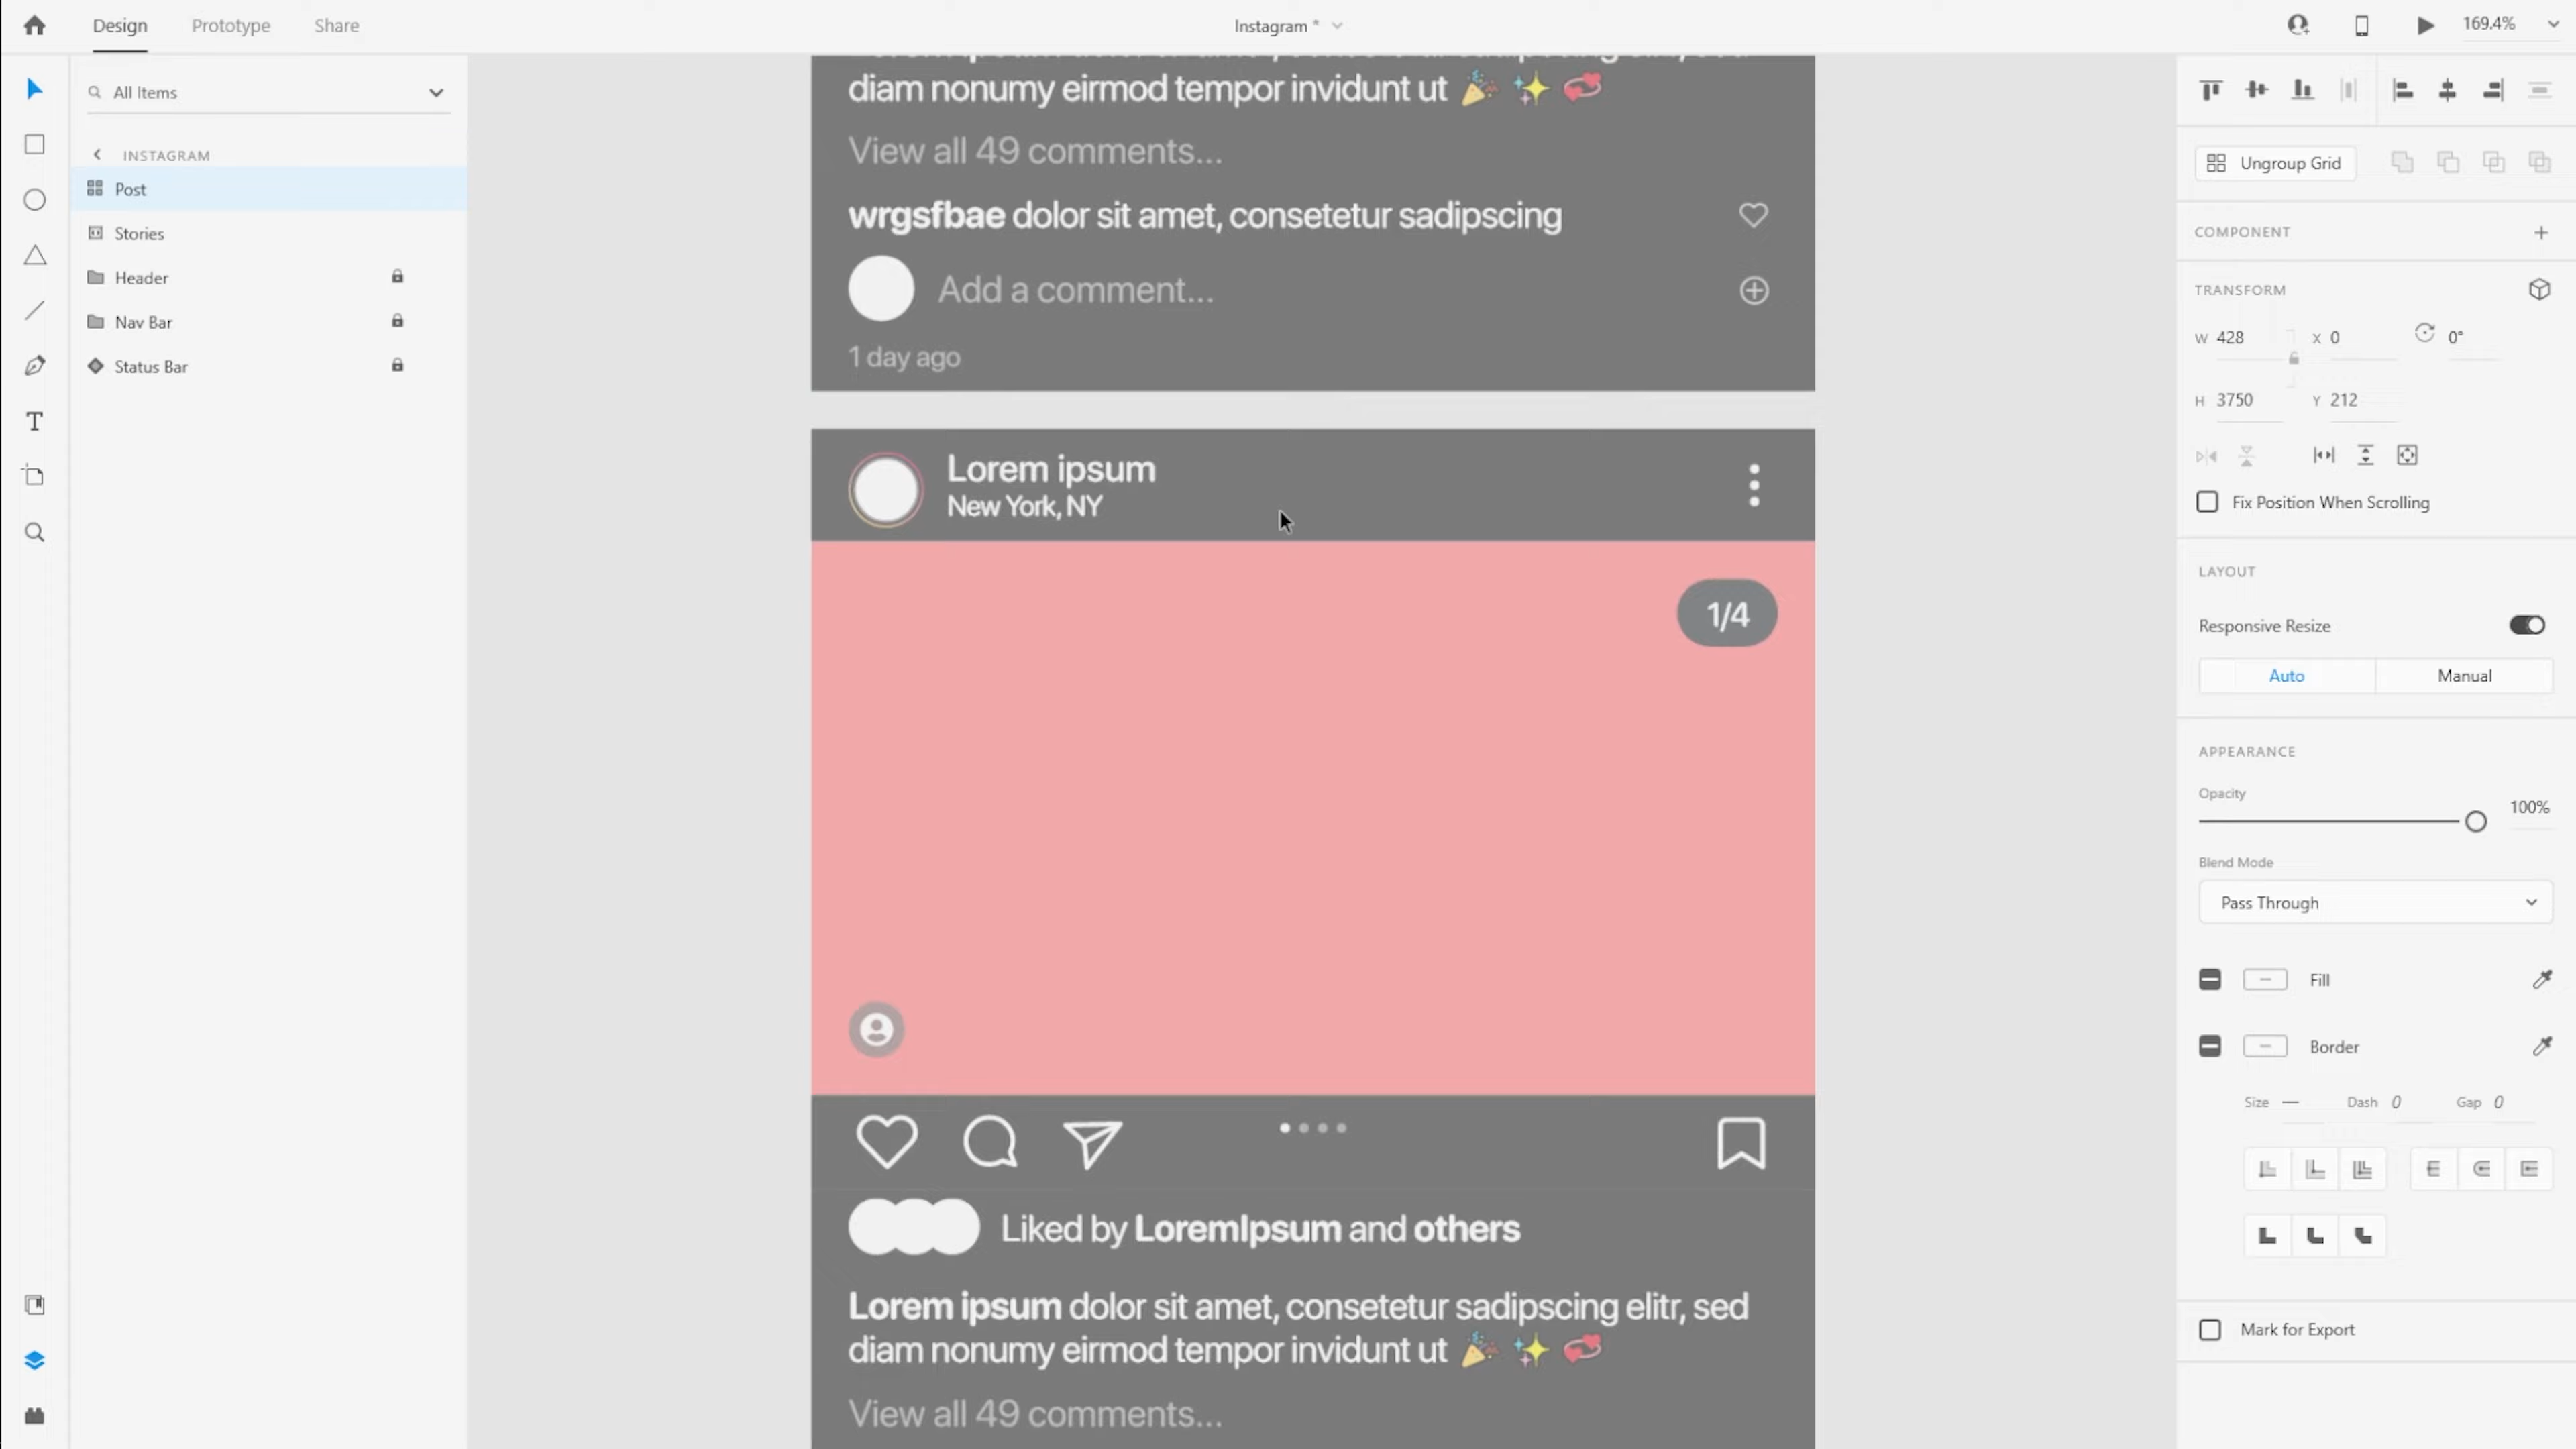 Design Prototype Share Instagram * 169.4%
All Items
INSTAGRAM
Post
Stories
Header
Nav Bar
Status Bar
diam nonumy eirmod tempor invidunt ut 🎉 ✨ 💞
View all 49 comments...
wrgsfbae dolor sit amet, consetetur sadipscing
Add a comment...
1 day ago
Lorem ipsum
New York, NY
1/4
Liked by LoremIpsum and others
Lorem ipsum dolor sit amet, consetetur sadipscing elitr, sed
diam nonumy eirmod tempor invidunt ut 🎉 ✨ 💞
View all 49 comments...
Ungroup Grid
COMPONENT
TRANSFORM
W 428 X 0 0°
H 3750 Y 212
Fix Position When Scrolling
LAYOUT
Responsive Resize
Auto Manual
APPEARANCE
Opacity
100%
Blend Mode
Pass Through
Fill
Border
Size — Dash 0 Gap 0
Mark for Export